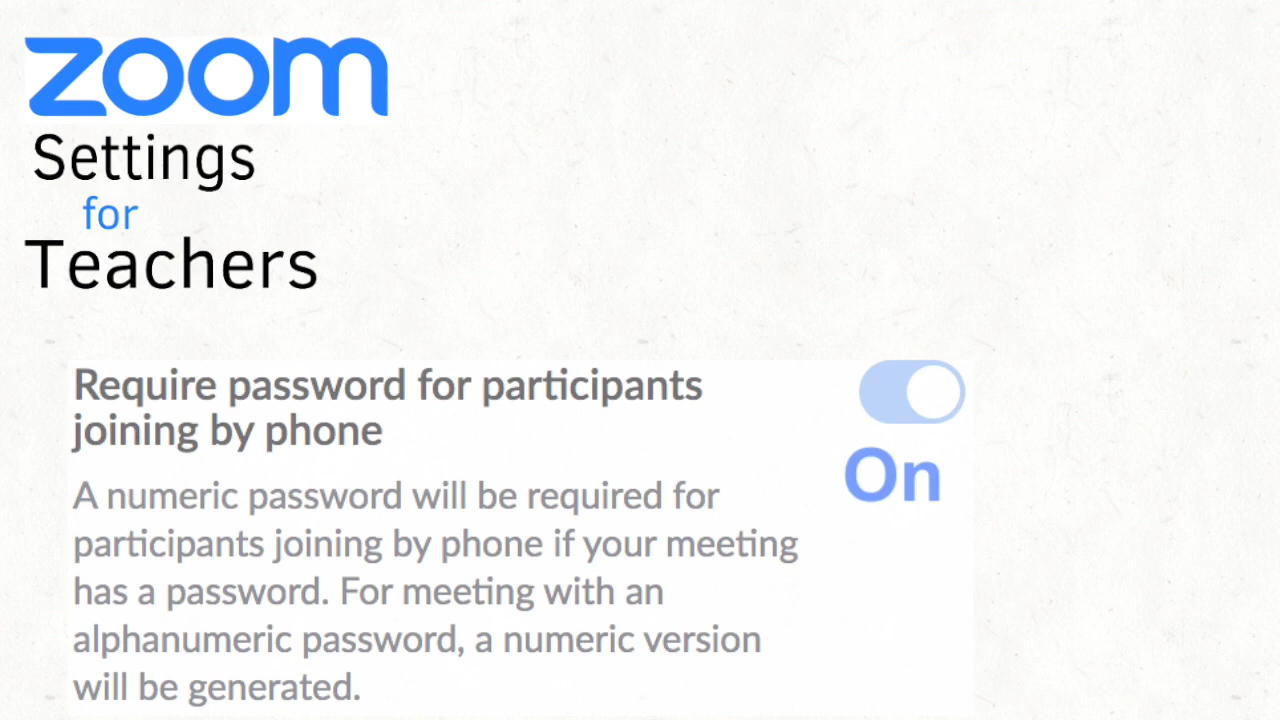 zoom
Settings
for
Teachers
Require password for participants
joining by phone
On
A numeric password will be required for
participants joining by phone if your meeting
has a password. For meeting with an
alphanumeric password, a numeric version
will be generated.